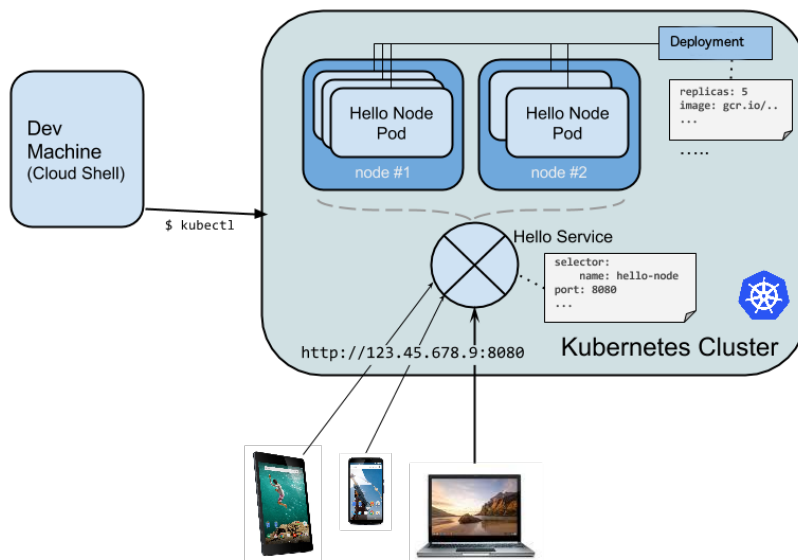 Deployment
replicas: 5
image: gcr.io/..
...
.....
Hello Node
Pod
node #1
Hello Node
Pod
node #2
Dev
Machine
(Cloud Shell)
$ kubectl
Hello Service
selector:
name: hello-node
port: 8080
...
http://123.45.678.9:8080
Kubernetes Cluster